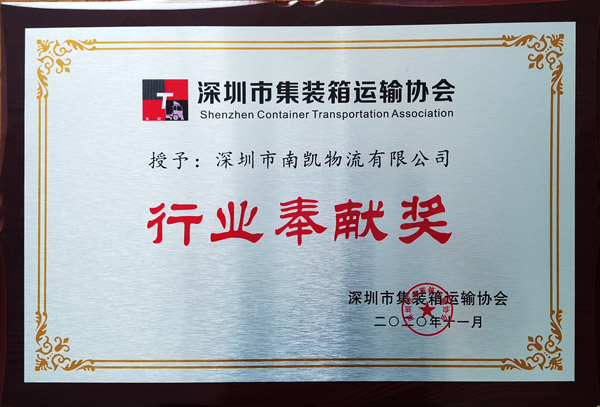 T
深圳市集装箱运输协会
Shenzhen Container Transportation Association
授予：深圳市南凯物流有限公司
行业奉献奖
深圳市集装箱运输协会
二〇二〇年十一月